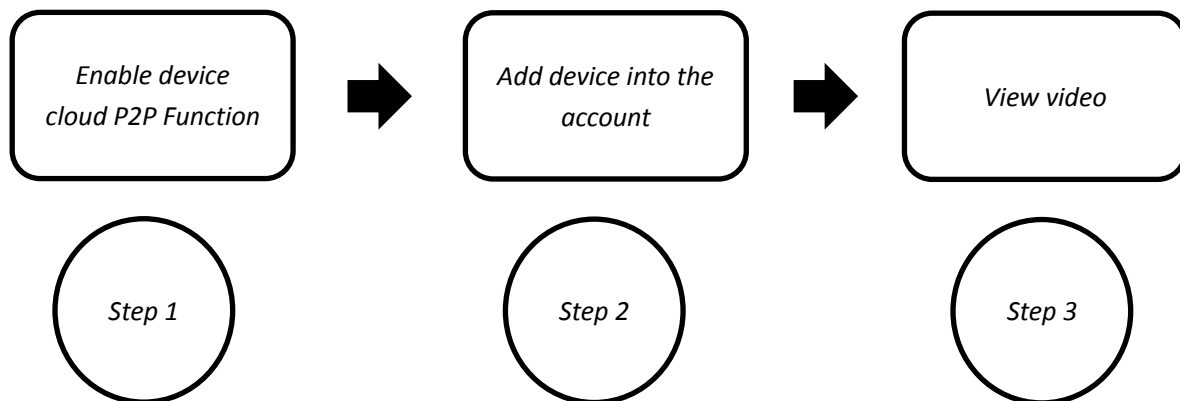 Enable device
cloud P2P Function
Add device into the
account
View video
Step 1
Step 2
Step 3